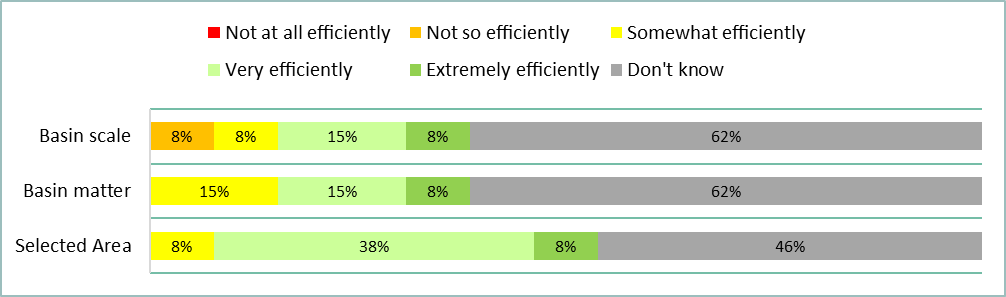 Not at all efficiently Not so efficiently Somewhat efficiently
Very efficiently Extremely efficiently Don't know
Basin scale 8% 8% 15% 8% 62%
Basin matter 15% 15% 8% 62%
Selected Area 8% 38% 8% 46%